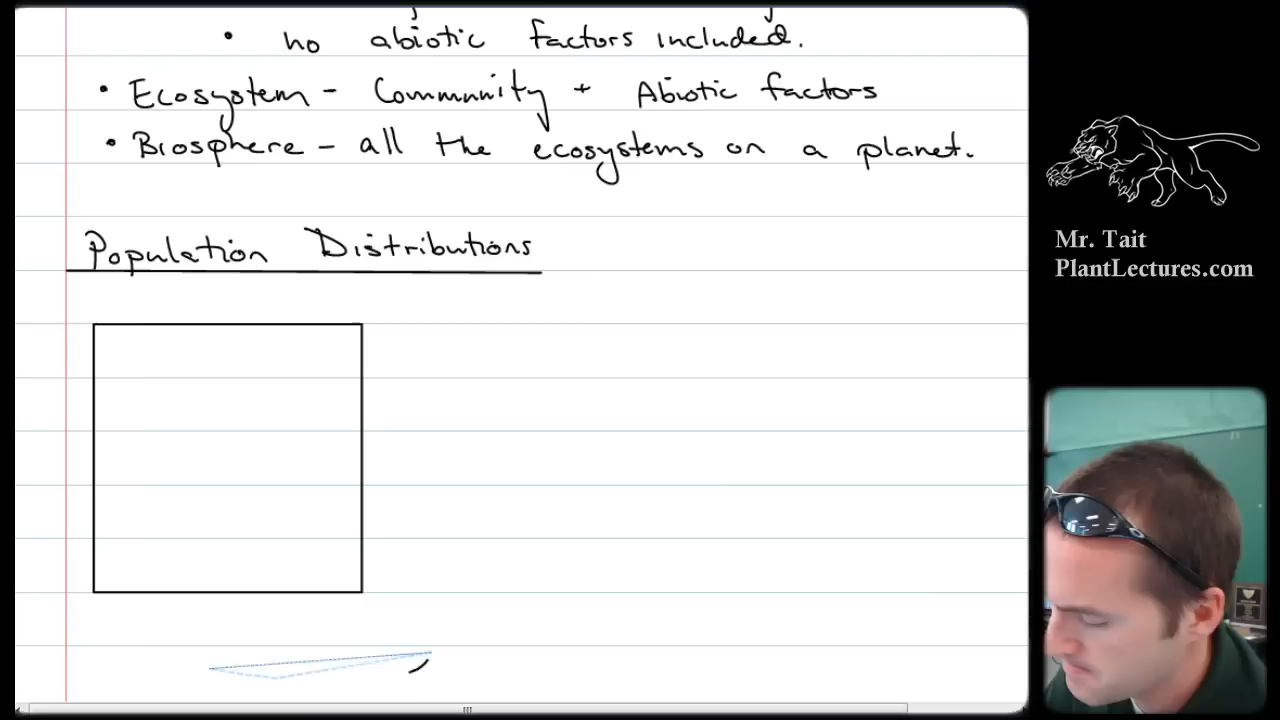 • no abiotic factors included.
• Ecosystem - Community + Abiotic factors
• Biosphere - all the ecosystems on a planet.
Population Distributions
Mr. Tait
PlantLectures.com